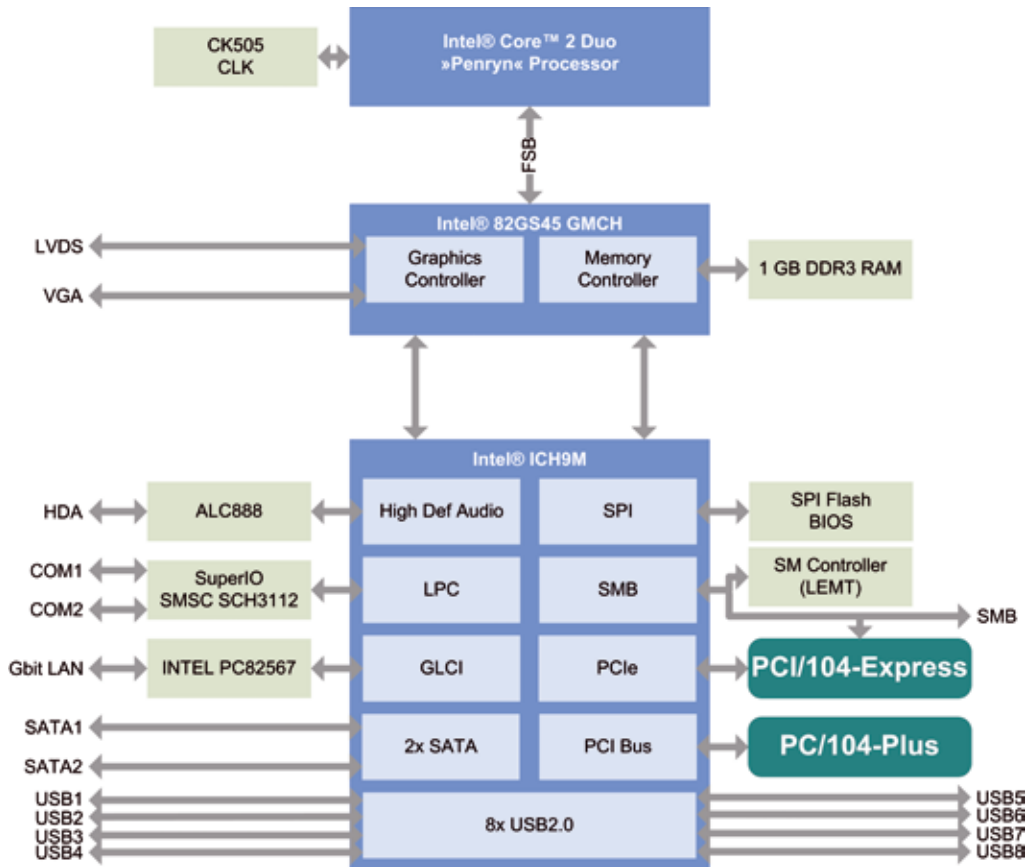 CK505
CLK
Intel® Core™ 2 Duo
»Penryn« Processor
FSB
Intel® 82GS45 GMCH
LVDS
VGA
Graphics
Controller
Memory
Controller
1 GB DDR3 RAM
Intel® ICH9M
HDA
ALC888
High Def Audio
SPI
SPI Flash
BIOS
COM1
COM2
SuperIO
SMSC SCH3112
LPC
SMB
SM Controller
(LEMT)
SMB
Gbit LAN
INTEL PC82567
GLCI
PCIe
PCI/104-Express
SATA1
SATA2
2x SATA
PCI Bus
PC/104-Plus
USB1
USB2
USB3
USB4
8x USB2.0
USB5
USB6
USB7
USB8